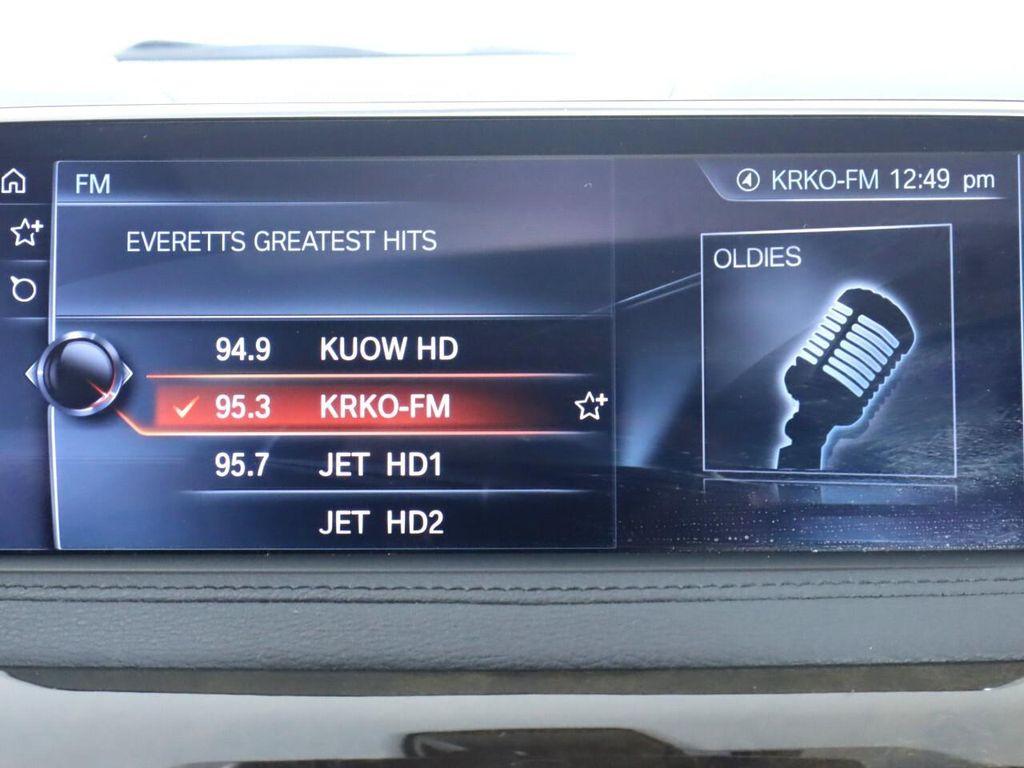 FM
KRKO-FM 12:49 pm
EVERETTS GREATEST HITS
OLDIES
94.9 KUOW HD
95.3 KRKO-FM
95.7 JET HD1
JET HD2